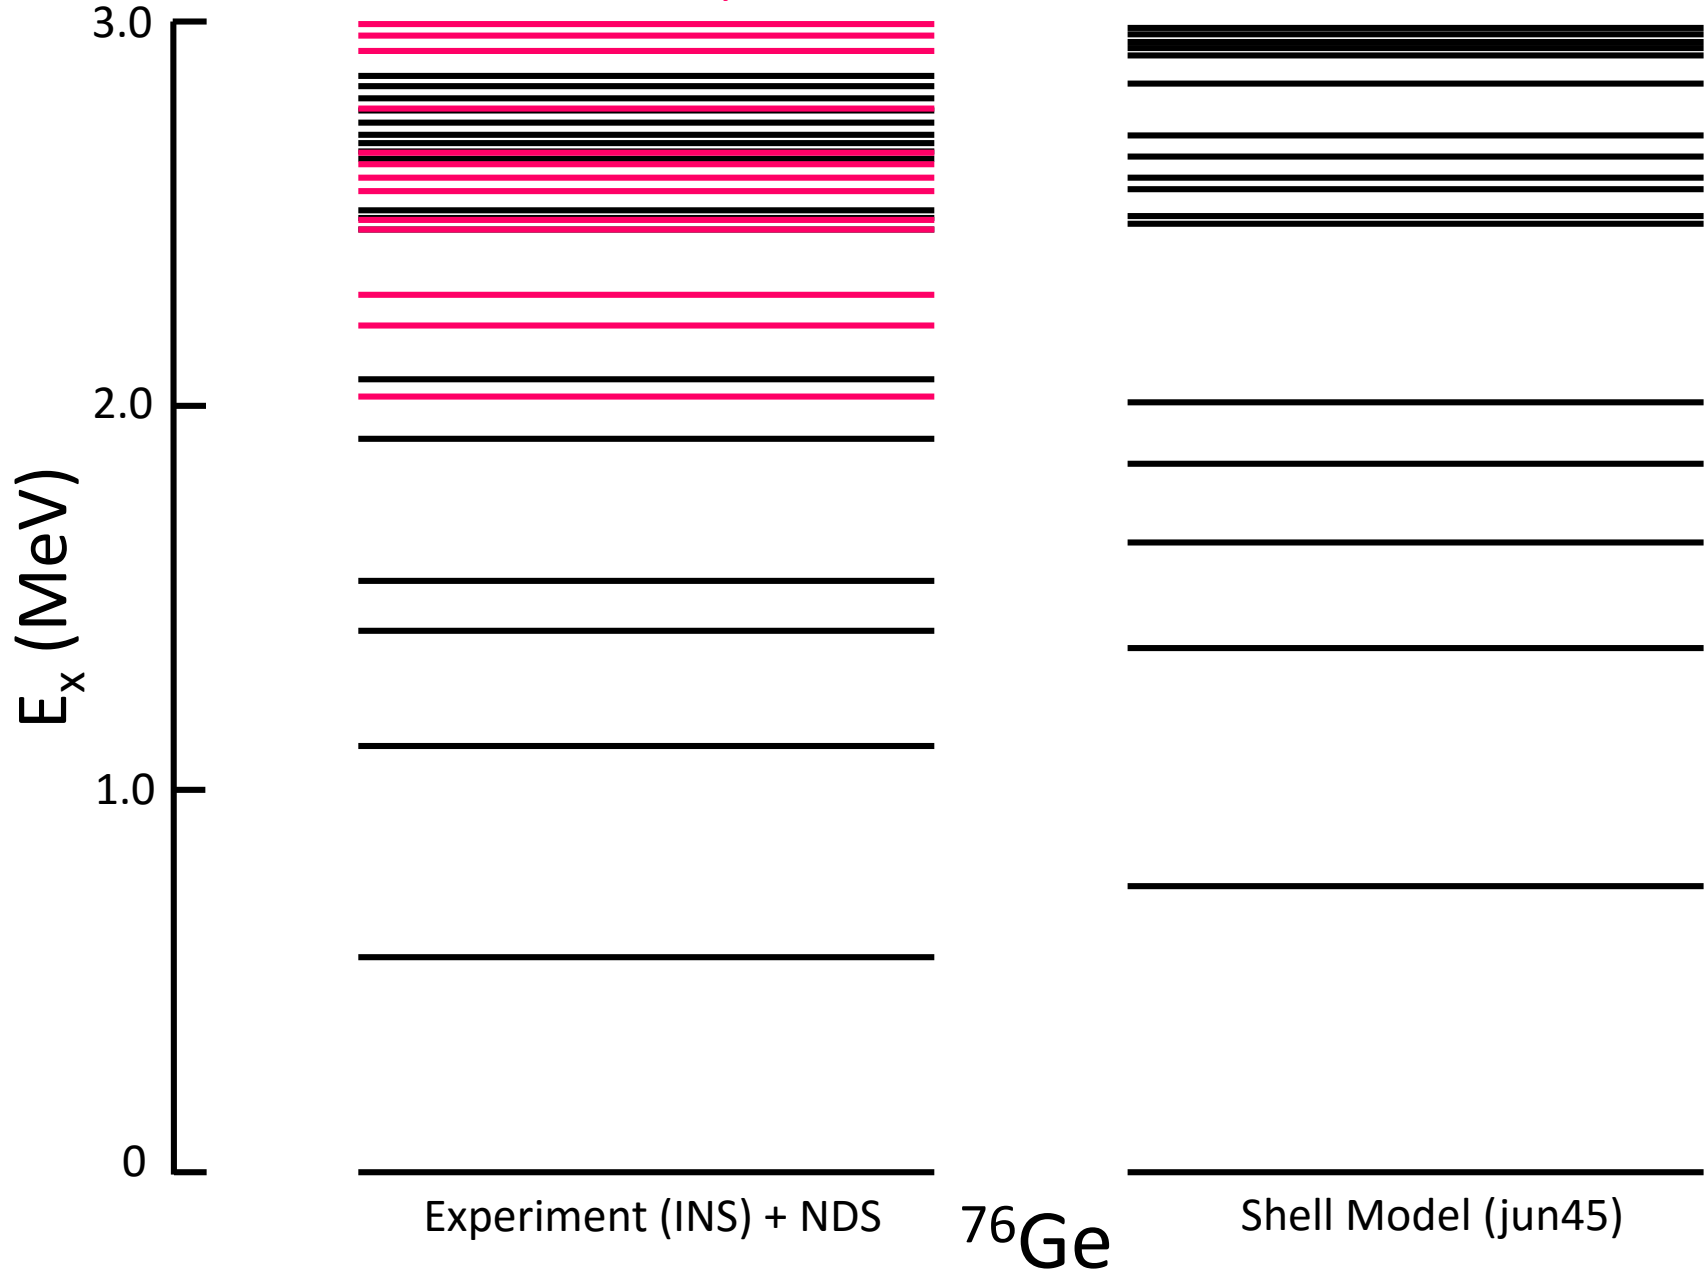 3.0
2.0
1.0
0
Eₓ (MeV)
Experiment (INS) + NDS
⁷⁶Ge
Shell Model (jun45)